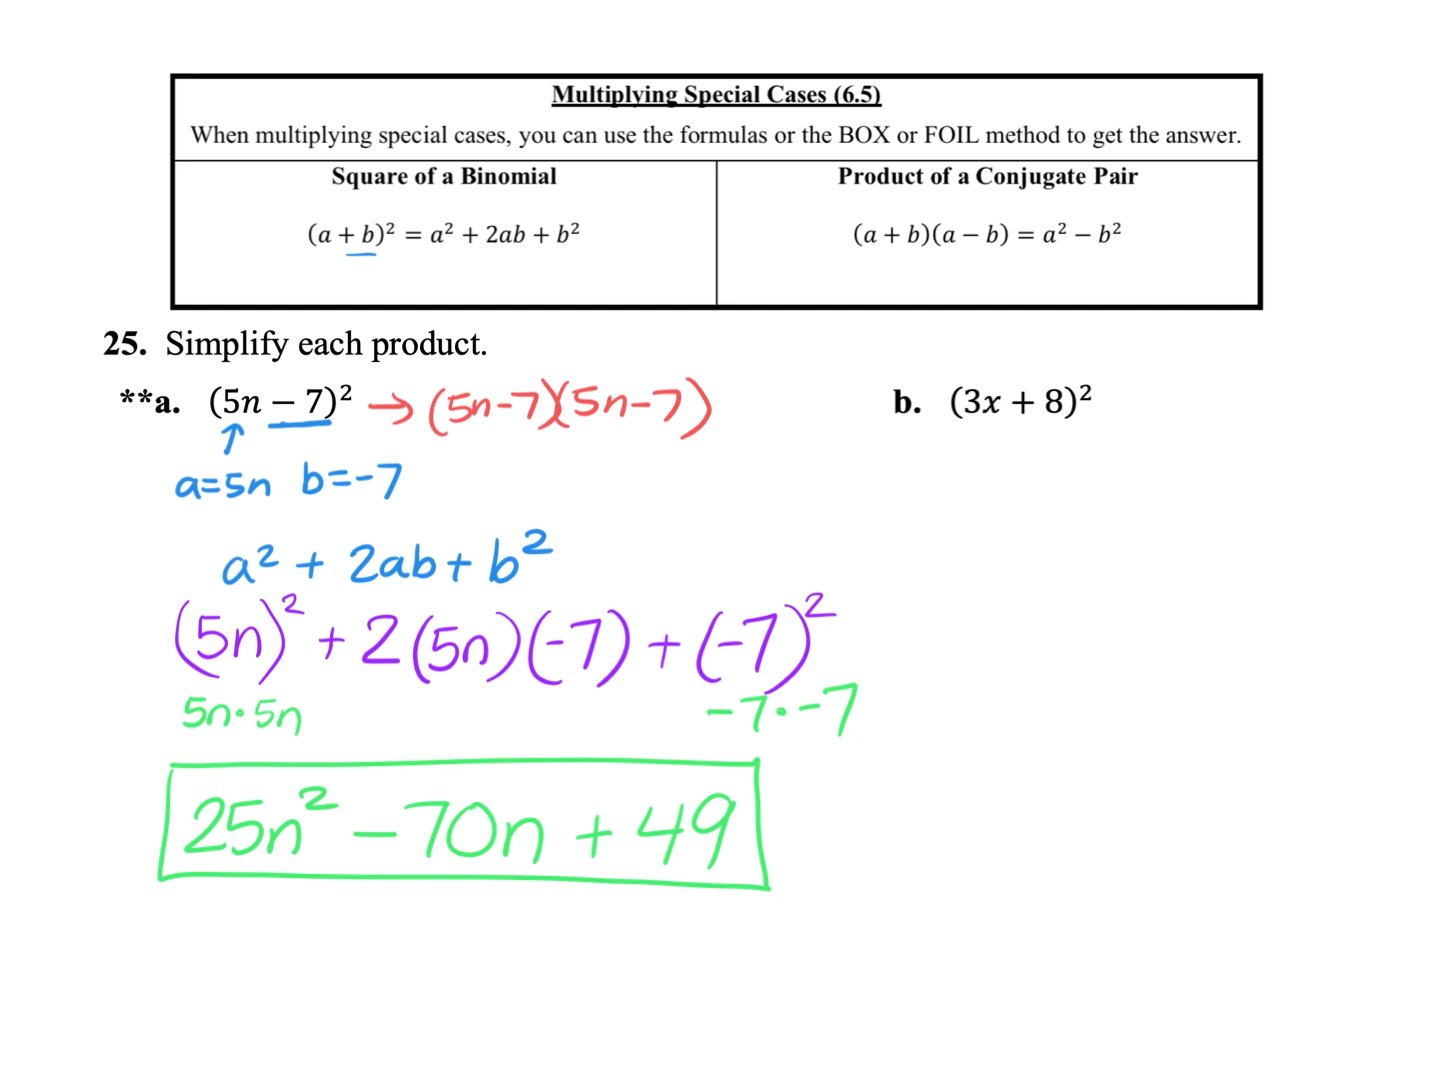 Multiplying Special Cases (6.5)
When multiplying special cases, you can use the formulas or the BOX or FOIL method to get the answer.
Square of a Binomial
(a + b)² = a² + 2ab + b²
Product of a Conjugate Pair
(a + b)(a − b) = a² − b²
25. Simplify each product.
**a. (5n − 7)² → (5n-7)(5n-7)
a=5n b=-7
a² + 2ab + b²
(5n)² + 2(5n)(-7) + (-7)²
5n·5n -7·-7
25n² - 70n + 49
b. (3x + 8)²